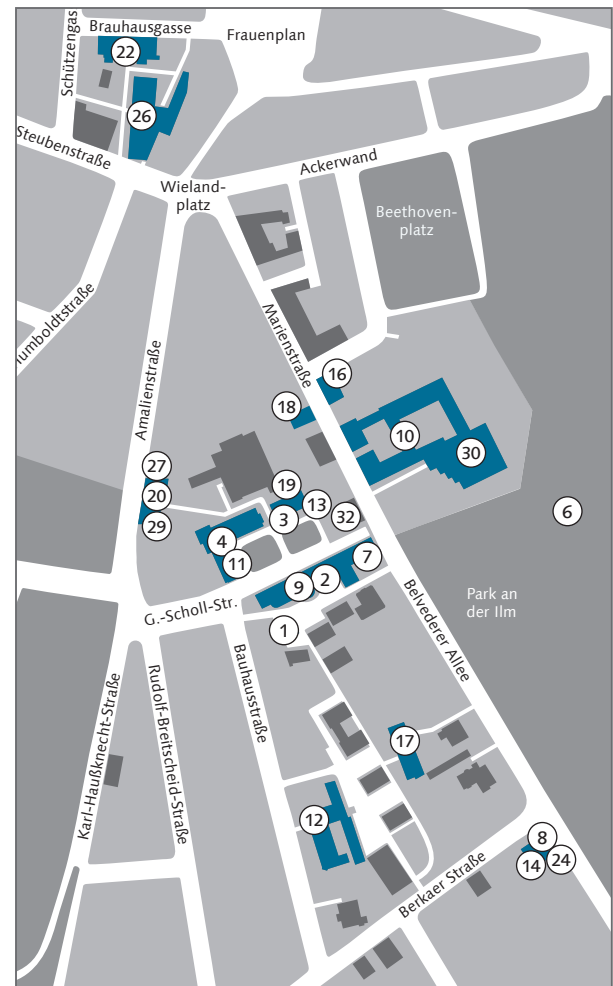 Brauhausgasse
Frauenplan
Schützengas
22
26
Steubenstraße
Wieland-
platz
Ackerwand
Beethoven-
platz
umboldtstraße
Marienstraße
Amalienstraße
16
18
10
30
27
20
29
19
13
3
32
4
11
6
7
2
9
1
G.-Scholl-Str.
Park an
der Ilm
Belvederer Allee
Bauhausstraße
Karl-Haußknecht-Straße
Rudolf-Breitscheid-Straße
17
12
8
14
24
Berkaer Straße